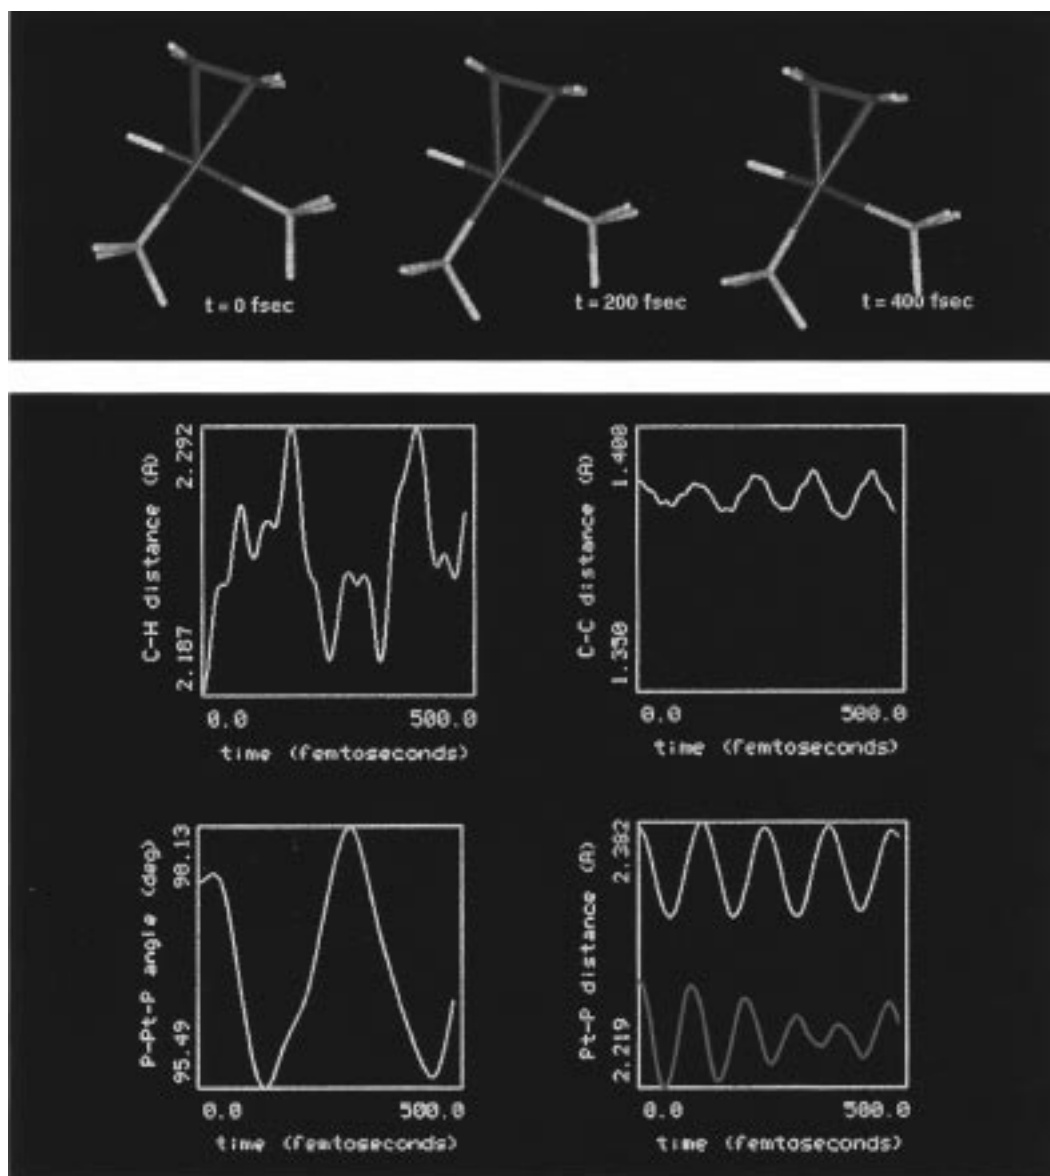 t = 0 fsec
t = 200 fsec
t = 400 fsec
C-H distance (A)
2.187
2.292
0.0
500.0
time (femtoseconds)
C-C distance (A)
1.350
1.400
0.0
500.0
time (femtoseconds)
P-Pt-P angle (deg)
95.49
98.13
0.0
500.0
time (femtoseconds)
Pt-P distance (A)
2.219
2.382
0.0
500.0
time (femtoseconds)